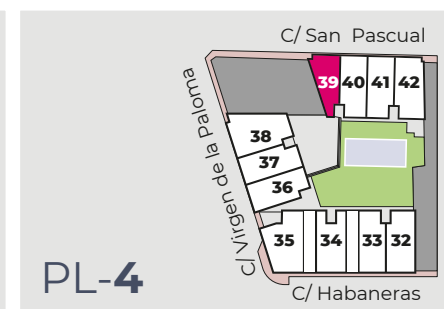 C/ San Pascual
39 40 41 42
C/ Virgen de la Paloma
38
37
36
35 34 33 32
PL-4
C/ Habaneras